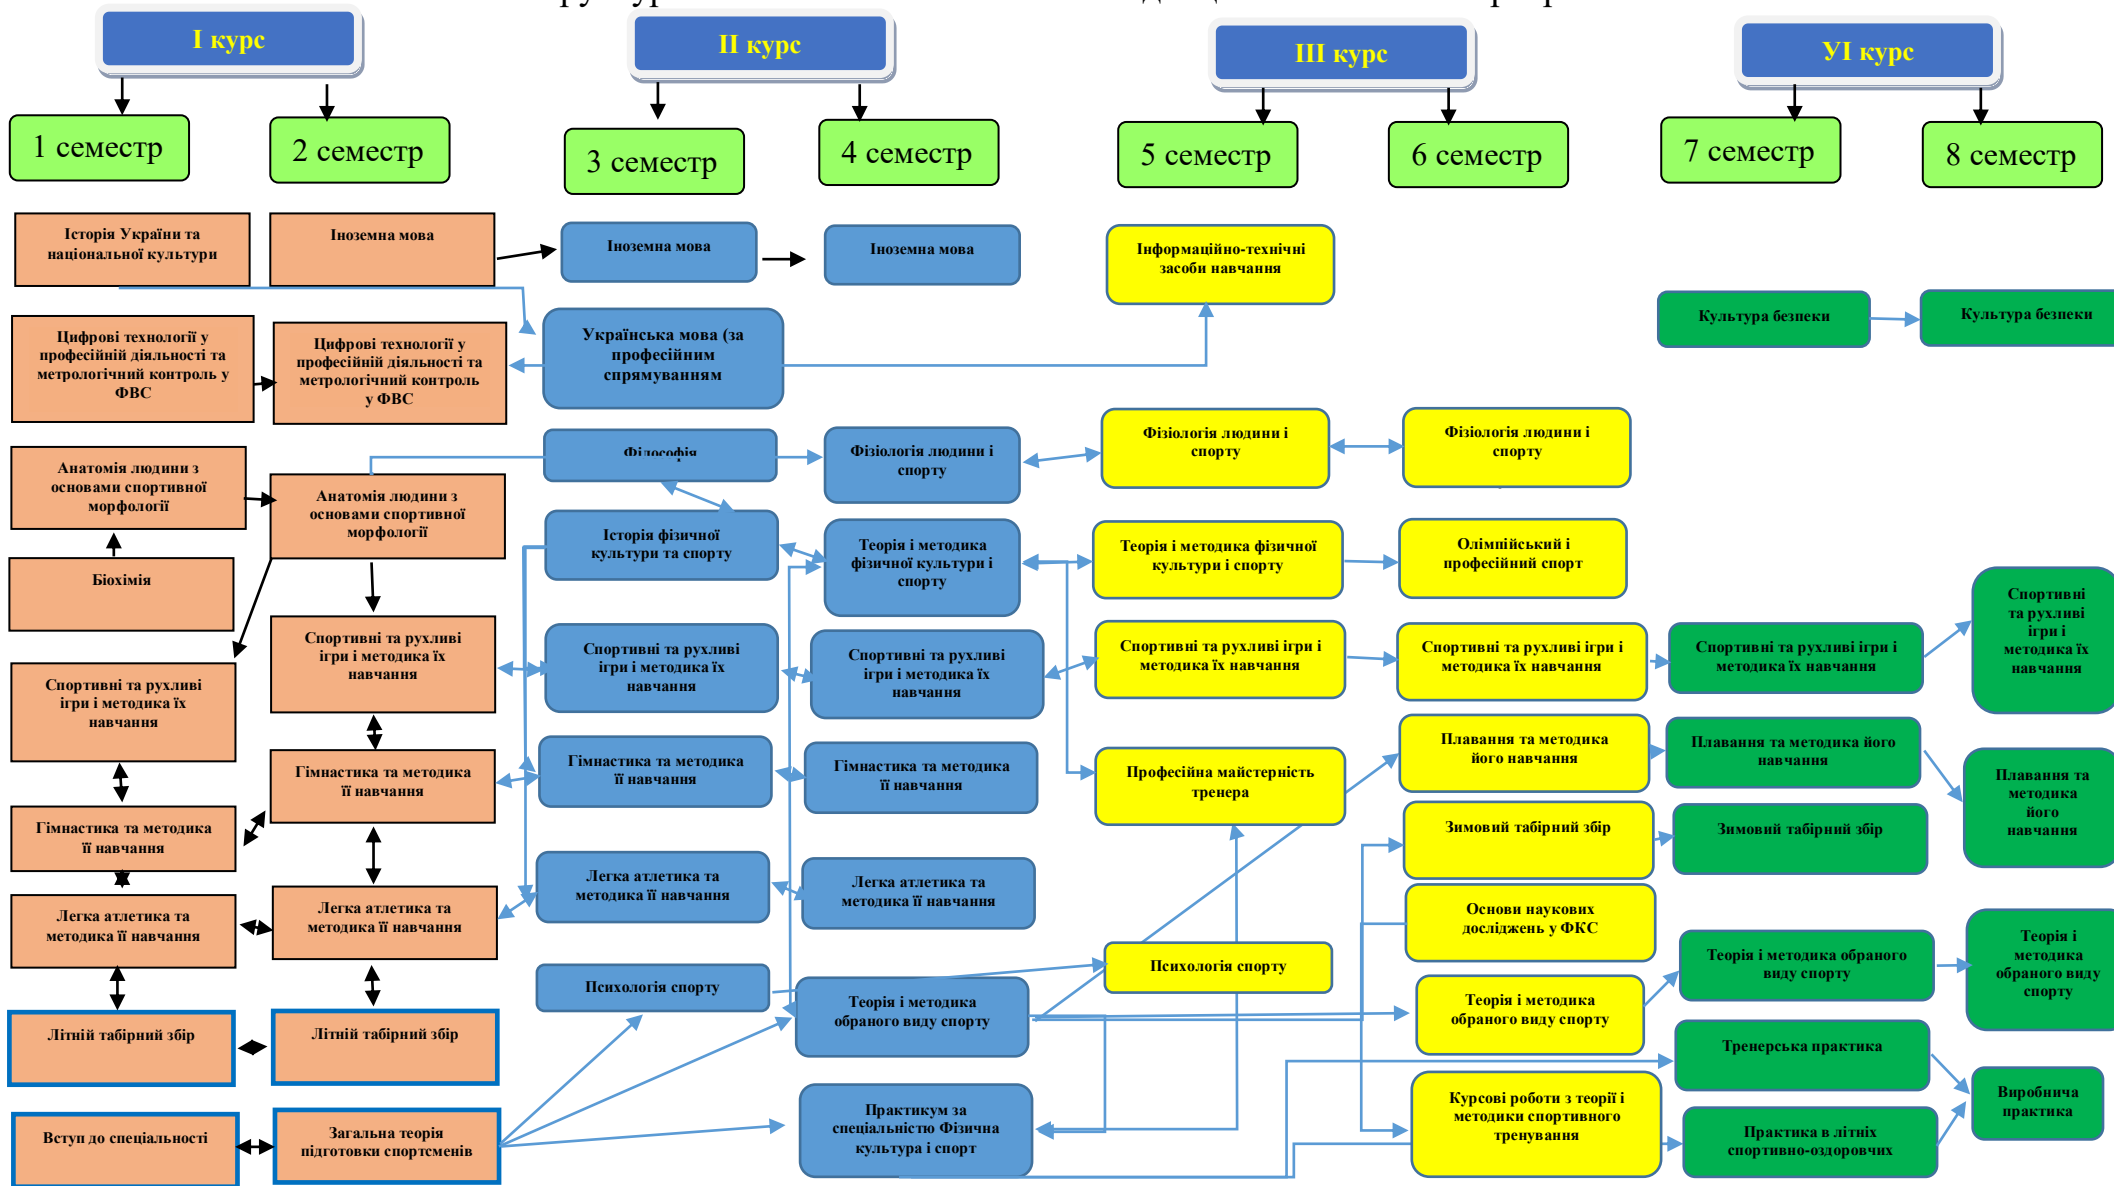 І курс
ІІ курс
ІІІ курс
УІ курс
1 семестр
2 семестр
3 семестр
4 семестр
5 семестр
6 семестр
7 семестр
8 семестр
Історія України та
національної культури
Іноземна мова
Іноземна мова
Іноземна мова
Інформаційно-технічні
засоби навчання
Культура безпеки
Культура безпеки
Цифрові технології у
професійній діяльності та
метрологічний контроль у
ФВС
Цифрові технології у
професійній діяльності та
метрологічний контроль
у ФВС
Українська мова (за
професійним
спрямуванням
Анатомія людини з
основами спортивної
морфології
Анатомія людини з
основами спортивної
морфології
Філософія
Фізіологія людини і
спорту
Фізіологія людини і
спорту
Фізіологія людини і
спорту
Біохімія
Історія фізичної
культури та спорту
Теорія і методика
фізичної культури і
спорту
Теорія і методика фізичної
культури і спорту
Олімпійський і
професійний спорт
Спортивні та рухливі
ігри і методика їх
навчання
Спортивні та рухливі
ігри і методика їх
навчання
Спортивні та рухливі
ігри і методика їх
навчання
Спортивні та рухливі
ігри і методика їх
навчання
Спортивні та рухливі ігри і
методика їх навчання
Спортивні та рухливі ігри і
методика їх навчання
Спортивні та рухливі ігри і
методика їх навчання
Спортивні
та рухливі
ігри і
методика їх
навчання
Гімнастика та методика
її навчання
Гімнастика та методика
її навчання
Гімнастика та методика
її навчання
Гімнастика та методика
її навчання
Професійна майстерність
тренера
Плавання та методика
його навчання
Плавання та методика його
навчання
Плавання та
методика
його
навчання
Зимовий табірний збір
Зимовий табірний збір
Легка атлетика та
методика її навчання
Легка атлетика та
методика її навчання
Легка атлетика та
методика її навчання
Легка атлетика та
методика її навчання
Основи наукових
досліджень у ФКС
Психологія спорту
Психологія спорту
Теорія і методика
обраного виду спорту
Теорія і методика
обраного виду спорту
Теорія і методика обраного
виду спорту
Теорія і
методика
обраного виду
спорту
Літній табірний збір
Літній табірний збір
Тренерська практика
Вступ до спеціальності
Загальна теорія
підготовки спортсменів
Практикум за
спеціальністю Фізична
культура і спорт
Курсові роботи з теорії і
методики спортивного
тренування
Практика в літніх
спортивно-оздоровчих
Виробнича
практика